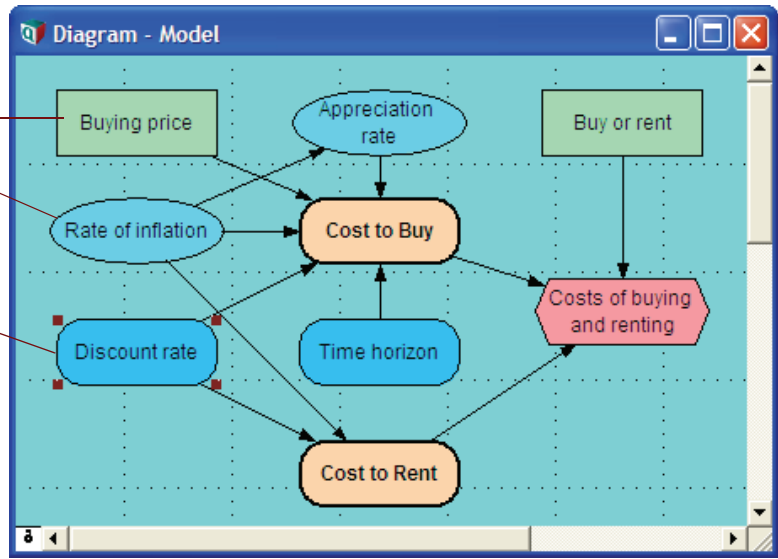 Diagram - Model
Buying price
Appreciation
rate
Buy or rent
Rate of inflation
Cost to Buy
Costs of buying
and renting
Discount rate
Time horizon
Cost to Rent